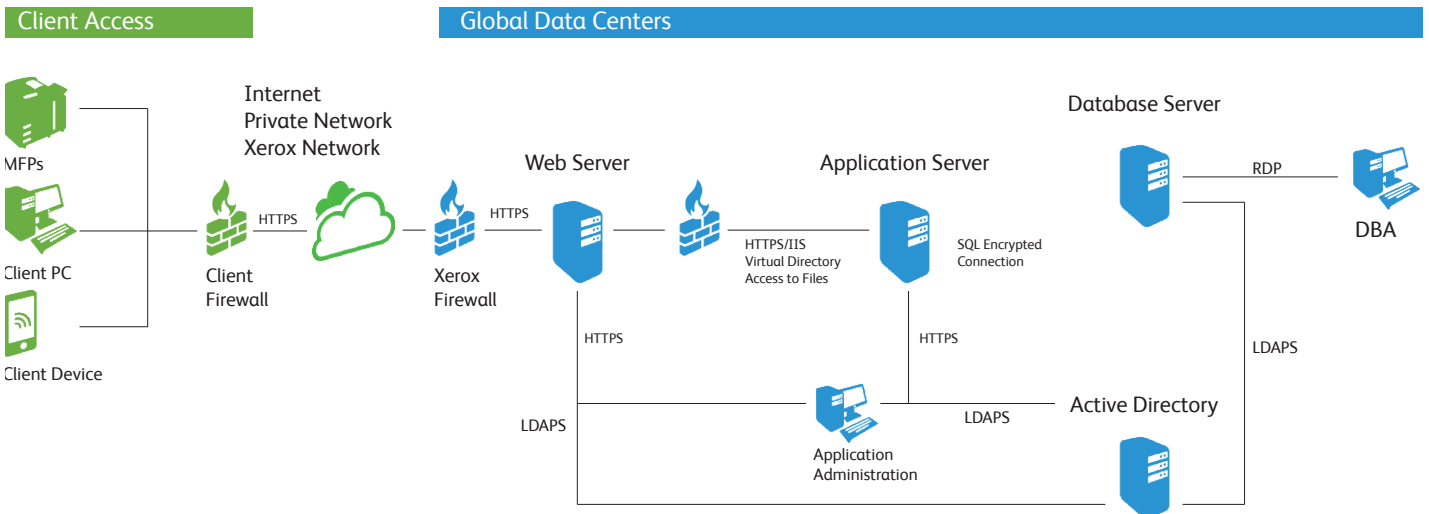 Client Access
Global Data Centers
Internet
Private Network
Xerox Network
Database Server
Web Server
Application Server
MFPs
RDP
HTTPS
HTTPS
DBA
HTTPS/IIS
Virtual Directory
Access to Files
SQL Encrypted
Connection
Client PC
Client
Firewall
Xerox
Firewall
HTTPS
HTTPS
LDAPS
Client Device
Active Directory
LDAPS
LDAPS
Application
Administration